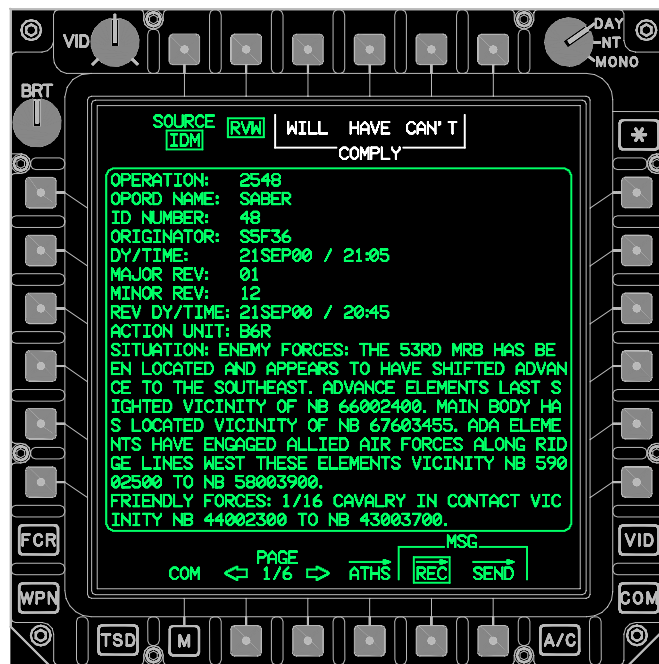 VID
DAY
NT
MONO
BRT
SOURCE
IDM
RVW
WILL HAVE CAN'T
COMPLY
*
OPERATION: 2548
OPORD NAME: SABER
ID NUMBER: 48
ORIGINATOR: S5F36
DY/TIME: 21SEP00 / 21:05
MAJOR REV: 01
MINOR REV: 12
REV DY/TIME: 21SEP00 / 20:45
ACTION UNIT: B6R
SITUATION: ENEMY FORCES: THE 53RD MRB HAS BE
EN LOCATED AND APPEARS TO HAVE SHIFTED ADVAN
CE TO THE SOUTHEAST. ADVANCE ELEMENTS LAST S
IGHTED VICINITY OF NB 66002400. MAIN BODY HA
S LOCATED VICINITY OF NB 67603455. ADA ELEME
NTS HAVE ENGAGED ALLIED AIR FORCES ALONG RID
GE LINES WEST THESE ELEMENTS VICINITY NB 590
02500 TO NB 58003900.
FRIENDLY FORCES: 1/16 CAVALRY IN CONTACT VIC
INITY NB 44002300 TO NB 43003700.
FCR
VID
MSG
PAGE
COM 1/6 ATHS REC SEND
WPN
COM
TSD
M
A/C